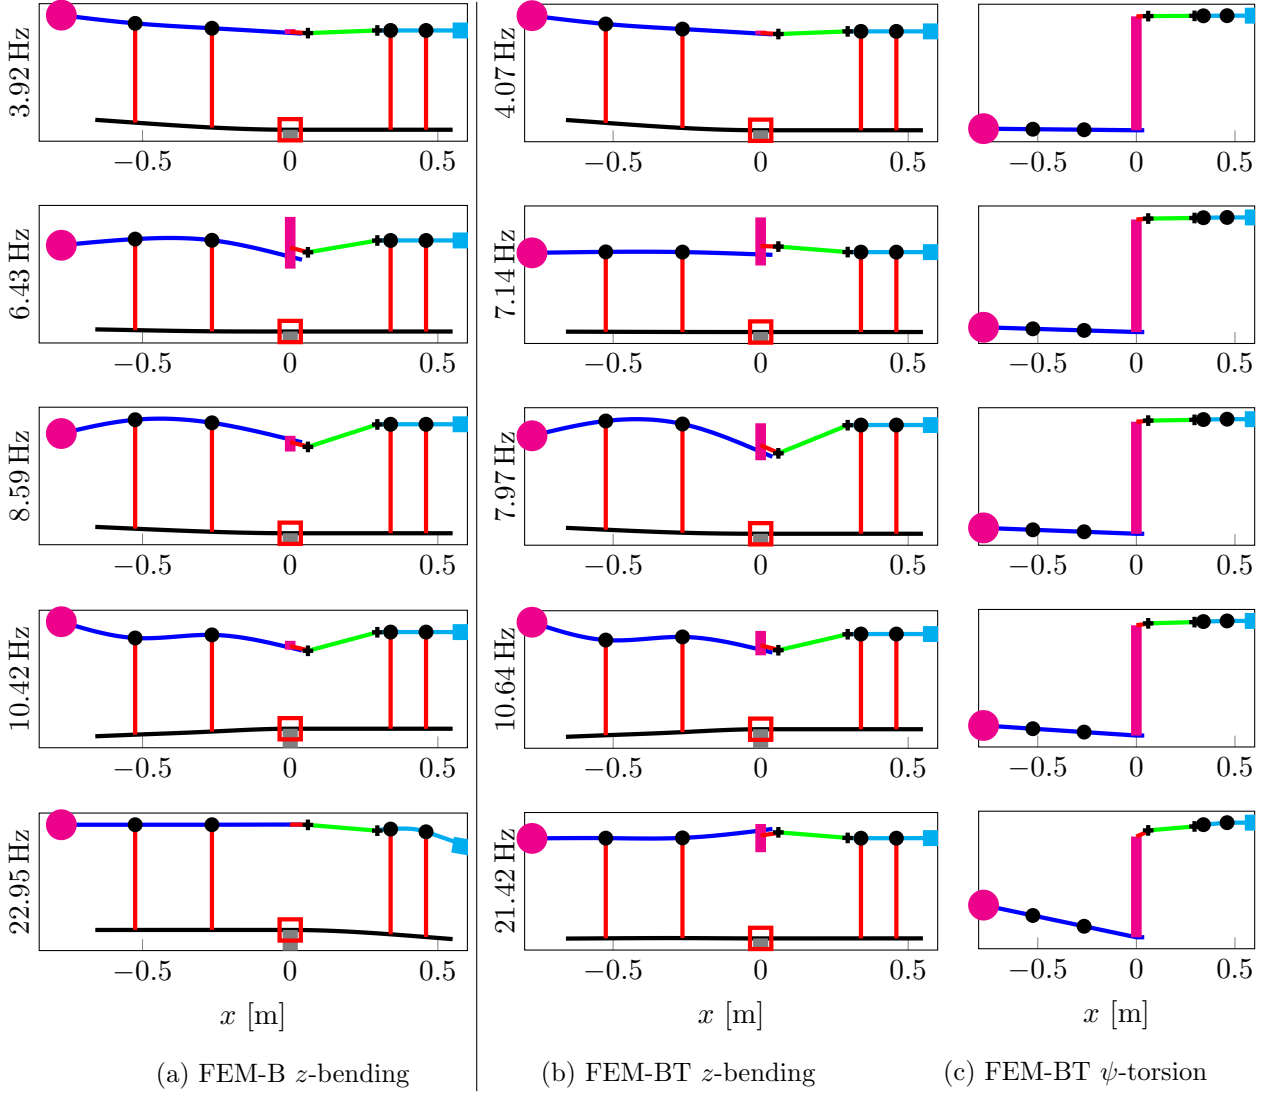 3.92 Hz
−0.5 0 0.5
4.07 Hz
−0.5 0 0.5
−0.5 0 0.5
6.43 Hz
−0.5 0 0.5
7.14 Hz
−0.5 0 0.5
−0.5 0 0.5
8.59 Hz
−0.5 0 0.5
7.97 Hz
−0.5 0 0.5
−0.5 0 0.5
10.42 Hz
−0.5 0 0.5
10.64 Hz
−0.5 0 0.5
−0.5 0 0.5
22.95 Hz
−0.5 0 0.5
21.42 Hz
−0.5 0 0.5
−0.5 0 0.5
x [m]
x [m]
x [m]
(a) FEM-B z-bending
(b) FEM-BT z-bending
(c) FEM-BT ψ-torsion